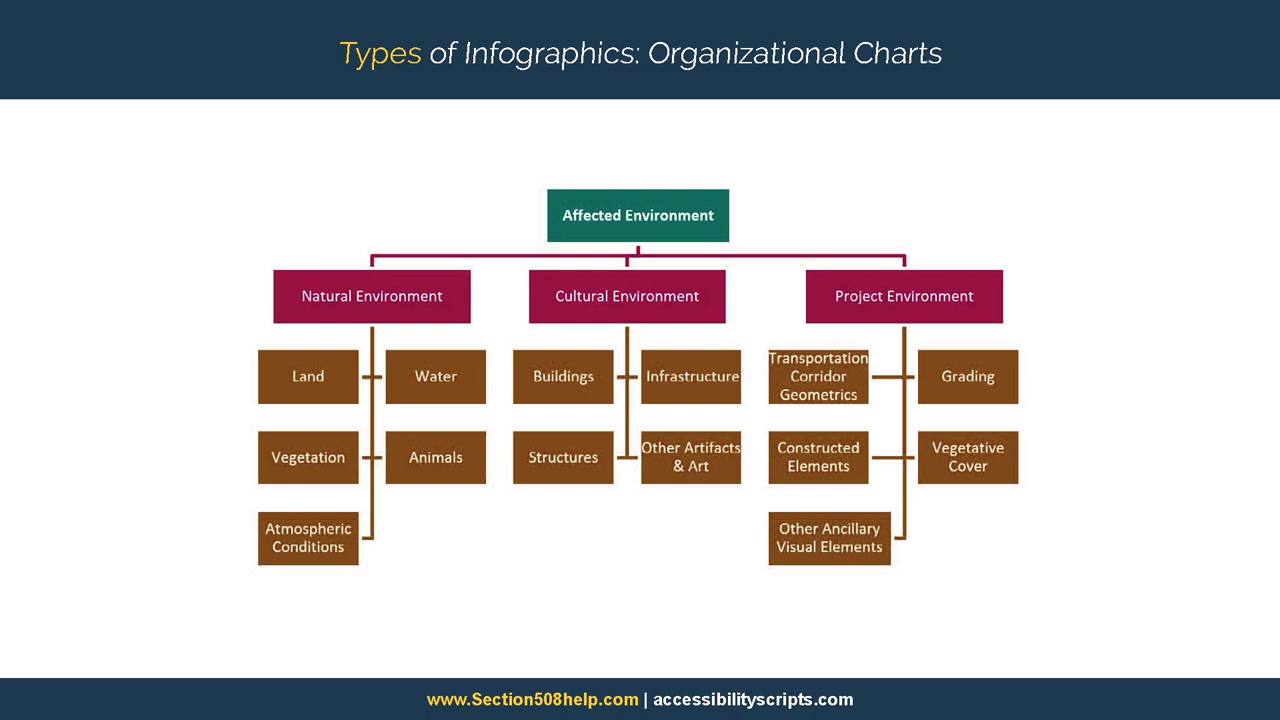 Types of Infographics: Organizational Charts
Affected Environment
Natural Environment
Cultural Environment
Project Environment
Land
Water
Buildings
Infrastructure
Transportation
Corridor
Geometrics
Grading
Vegetation
Animals
Structures
Other Artifacts
& Art
Constructed
Elements
Vegetative
Cover
Atmospheric
Conditions
Other Ancillary
Visual Elements
www.Section508help.com | accessibilityscripts.com